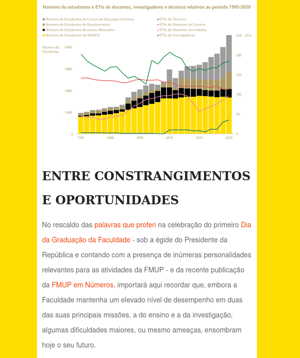 Número de estudantes e ETIs de docentes, investigadores e técnicos relativos ao período 1995-2020
Número de Estudantes de Cursos de Educação Contínua
Número de Estudantes de Doutoramento
Número de Estudantes de outros Mestrados
Número de Estudantes do MIMED
ETIs de Técnicos
ETIs de Docentes de Carreira
ETIs de Docentes Convidados
ETIs de Investigadores
Número de
Estudantes
ETIs
ENTRE CONSTRANGIMENTOS
E OPORTUNIDADES
No rescaldo das palavras que proferi na celebração do primeiro Dia
da Graduação da Faculdade - sob a égide do Presidente da
República e contando com a presença de inúmeras personalidades
relevantes para as atividades da FMUP - e da recente publicação
da FMUP em Números, importará aqui recordar que, embora a
Faculdade mantenha um elevado nível de desempenho em duas
das suas principais missões, a do ensino e a da investigação,
algumas dificuldades maiores, ou mesmo ameaças, ensombram
hoje o seu futuro.